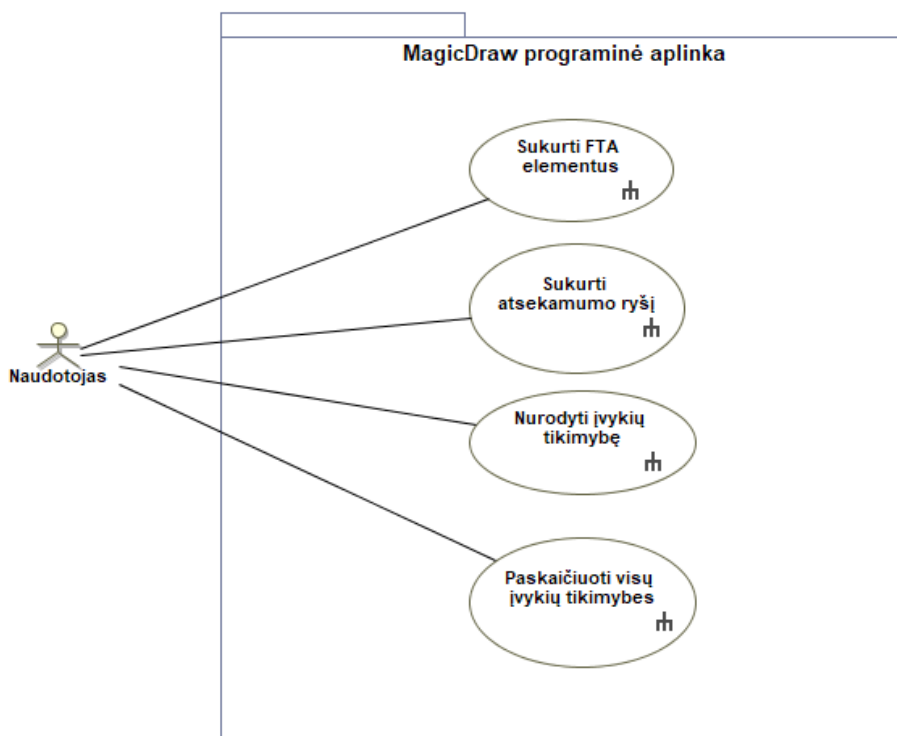 MagicDraw programinė aplinka
Sukurti FTA
elementus
Sukurti
atsekamumo ryšį
Naudotojas
Nurodyti įvykių
tikimybę
Paskaičiuoti visų
įvykių tikimybes